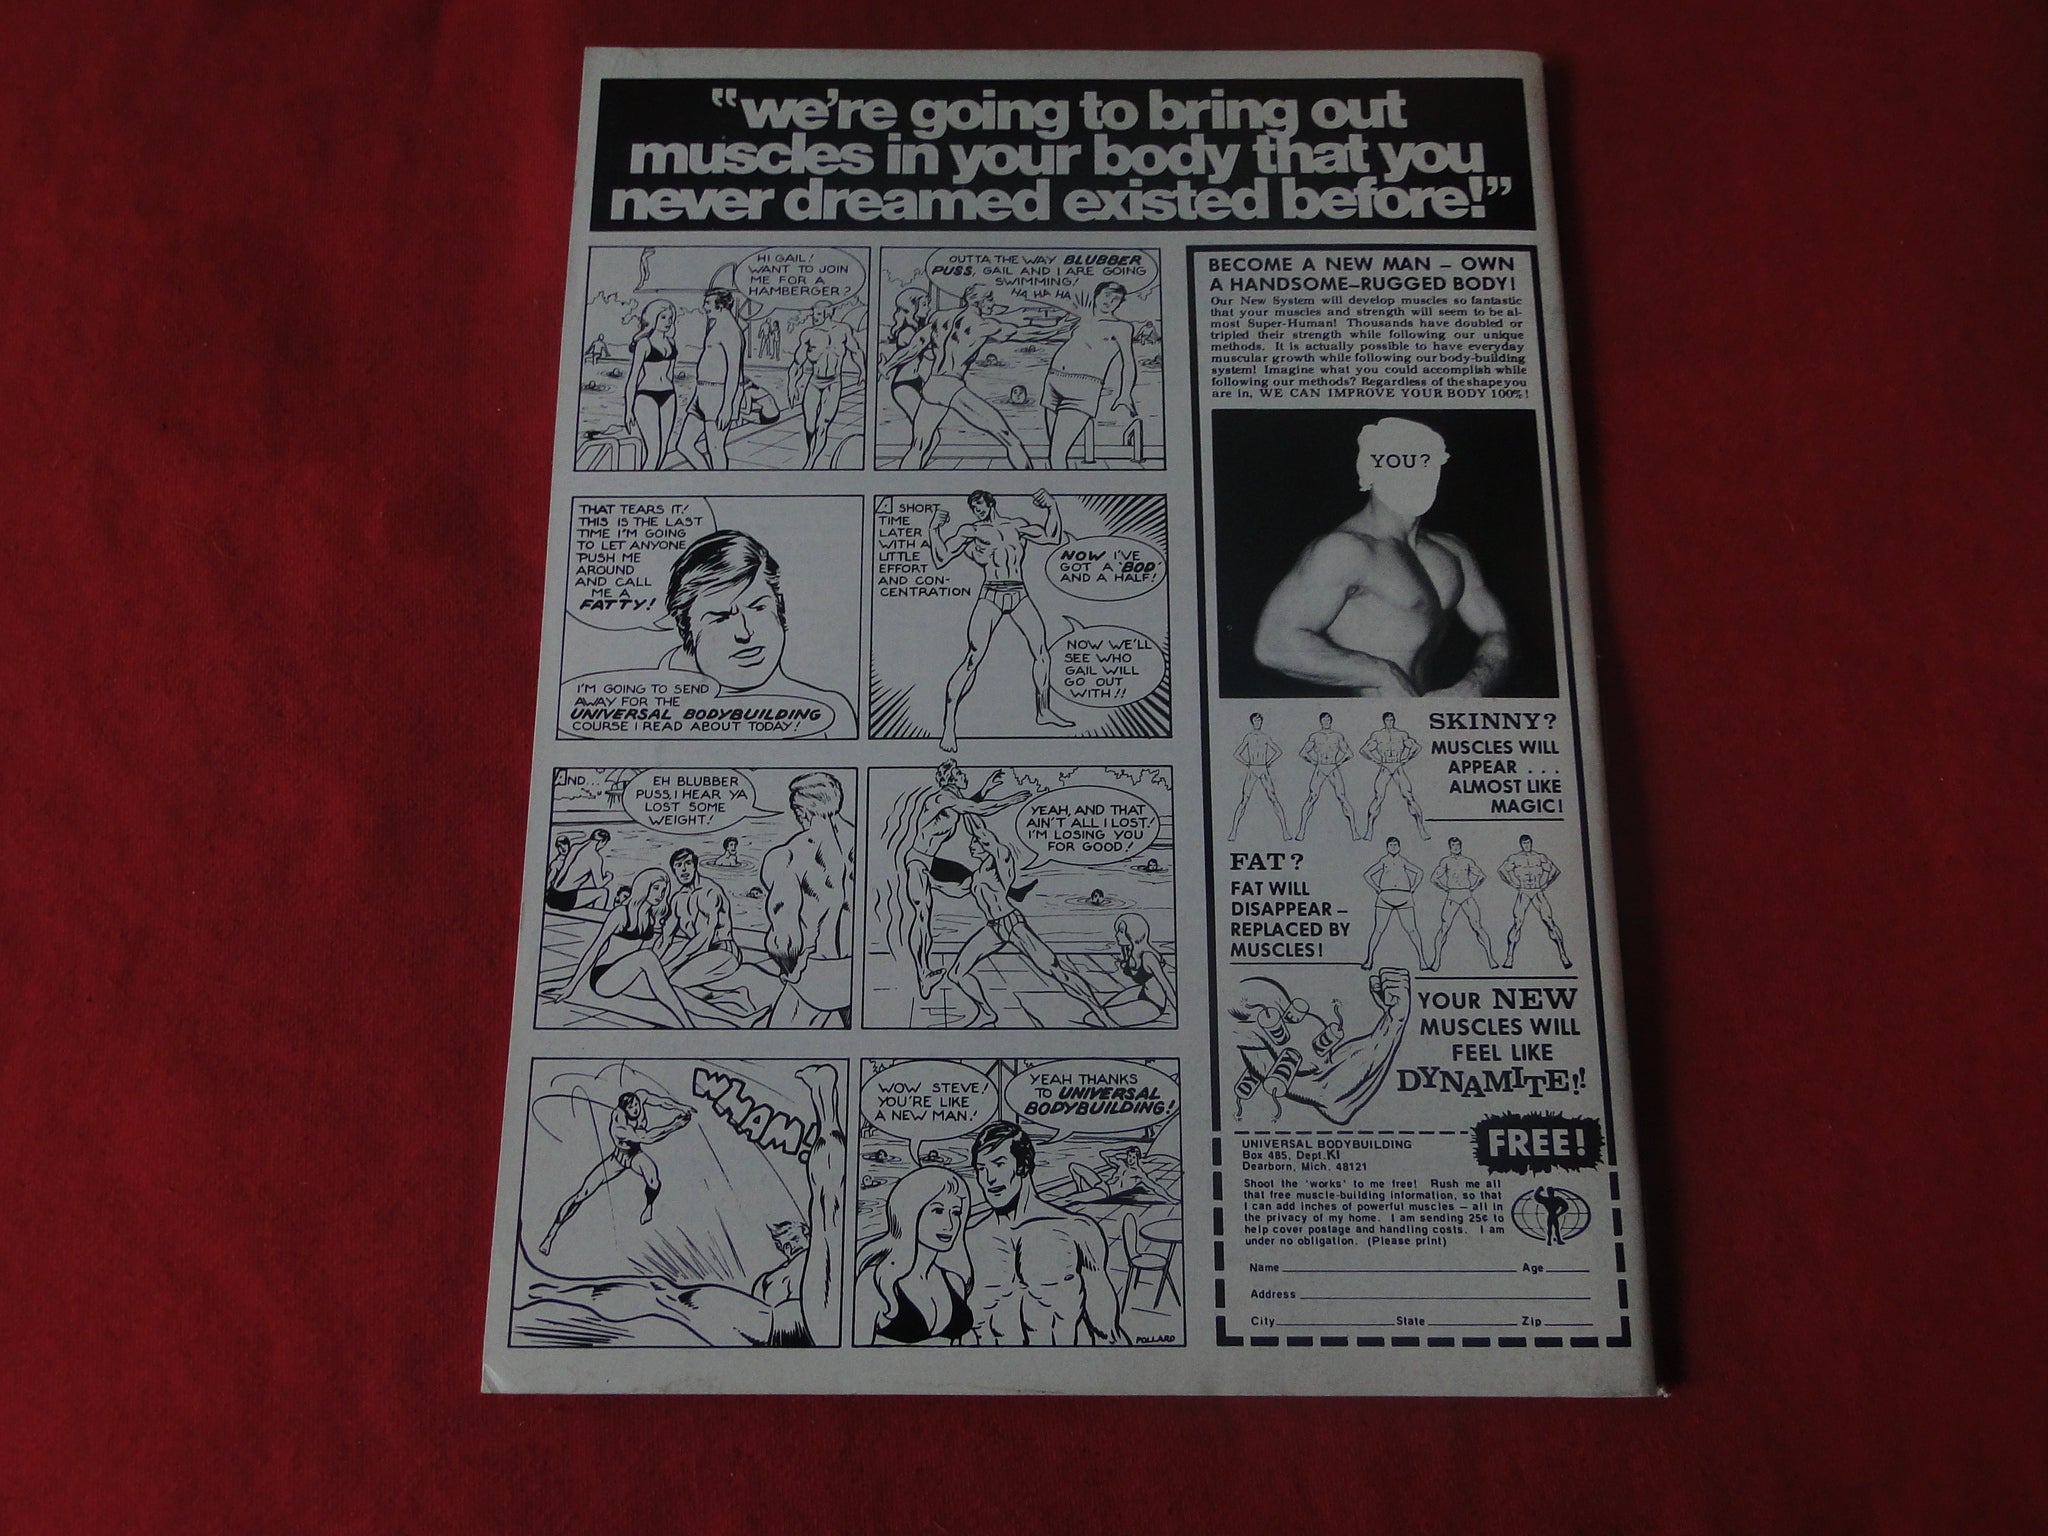 “we’re going to bring out
muscles in your body that you
never dreamed existed before!”
HI GAIL!
WANT TO JOIN
ME FOR A
HAMBERGER?
OUTTA THE WAY BLUBBER
PUSS, GAIL AND I ARE GOING
SWIMMING!
HA HA HA
THAT TEARS IT!
THIS IS THE LAST
TIME I'M GOING
TO LET ANYONE
PUSH ME
AROUND
AND CALL
ME A
FATTY!
I'M GOING TO SEND
AWAY FOR THE
UNIVERSAL BODYBUILDING
COURSE I READ ABOUT TODAY!
A SHORT
TIME
LATER
WITH A
LITTLE
EFFORT
AND CON-
CENTRATION
NOW I'VE
GOT A 'BOD'
AND A HALF!
NOW WE'LL
SEE WHO
GAIL WILL
GO OUT
WITH!!
AND...
EH BLUBBER
PUSS, I HEAR YA
LOST SOME
WEIGHT!
YEAH, AND THAT
AIN'T ALL I LOST!
I'M LOSING YOU
FOR GOOD!
WHAM!
WOW STEVE!
YOU'RE LIKE
A NEW MAN!
YEAH THANKS
TO UNIVERSAL
BODYBUILDING!
POLLARD
BECOME A NEW MAN – OWN
A HANDSOME–RUGGED BODY!
Our New System will develop muscles so fantastic
that your muscles and strength will seem to be al-
most Super-Human! Thousands have doubled or
tripled their strength while following our unique
methods. It is actually possible to have everyday
muscular growth while following our body-building
system! Imagine what you could accomplish while
following our methods? Regardless of the shape you
are in, WE CAN IMPROVE YOUR BODY 100%!
YOU?
SKINNY?
MUSCLES WILL
APPEAR . . .
ALMOST LIKE
MAGIC!
FAT?
FAT WILL
DISAPPEAR –
REPLACED BY
MUSCLES!
YOUR NEW
MUSCLES WILL
FEEL LIKE
DYNAMITE!!
FREE!
UNIVERSAL BODYBUILDING
Box 485, Dept. KI
Dearborn, Mich. 48121
Shoot the 'works' to me free! Rush me all
that free muscle-building information, so that
I can add inches of powerful muscles – all in
the privacy of my home. I am sending 25¢ to
help cover postage and handling costs. I am
under no obligation. (Please print)
Name Age
Address
City State Zip